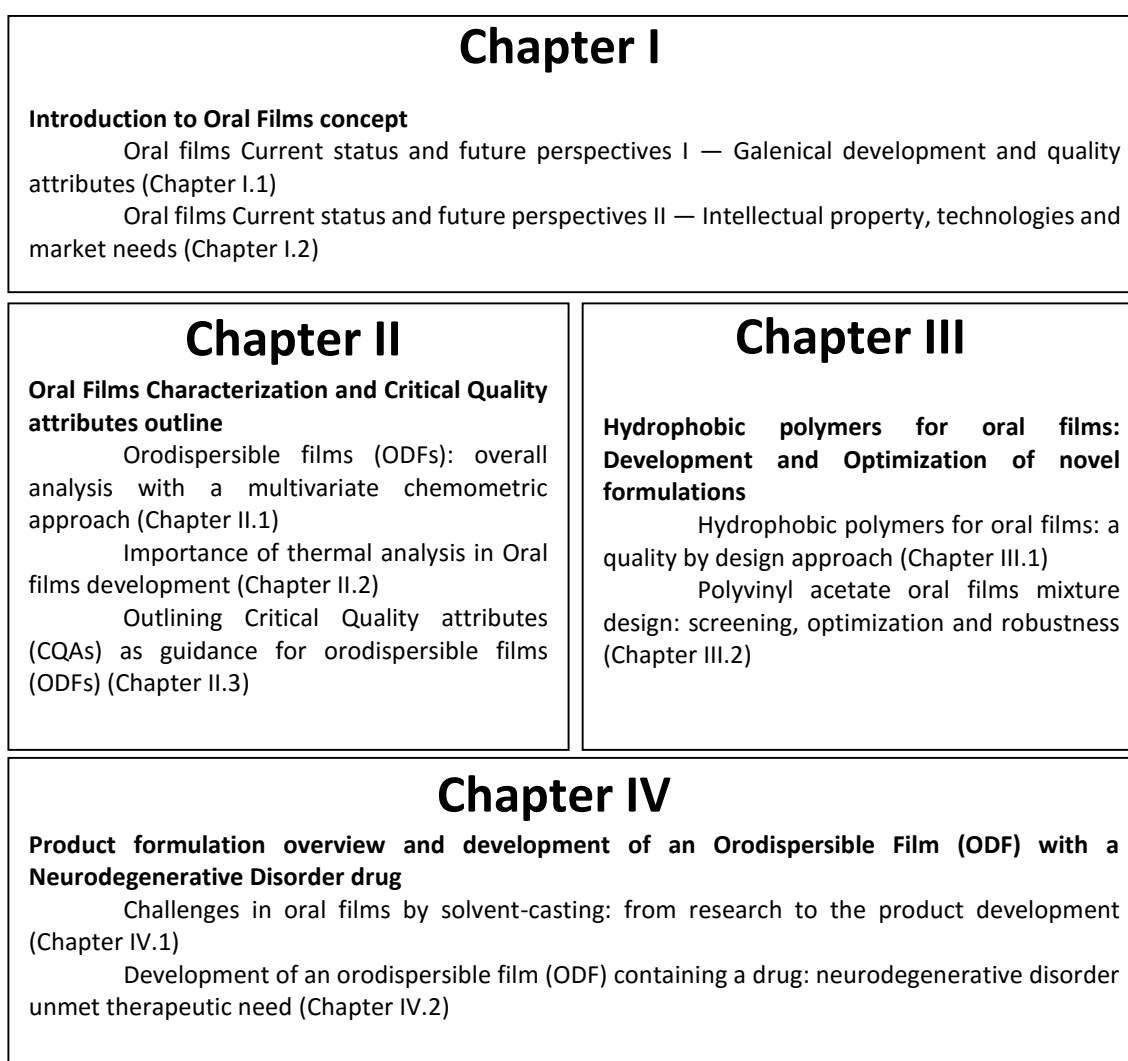 Chapter I
Introduction to Oral Films concept
Oral films Current status and future perspectives I — Galenical development and quality
attributes (Chapter I.1)
Oral films Current status and future perspectives II — Intellectual property, technologies and
market needs (Chapter I.2)
Chapter II
Oral Films Characterization and Critical Quality
attributes outline
Orodispersible films (ODFs): overall
analysis with a multivariate chemometric
approach (Chapter II.1)
Importance of thermal analysis in Oral
films development (Chapter II.2)
Outlining Critical Quality attributes
(CQAs) as guidance for orodispersible films
(ODFs) (Chapter II.3)
Chapter III
Hydrophobic polymers for oral films:
Development and Optimization of novel
formulations
Hydrophobic polymers for oral films: a
quality by design approach (Chapter III.1)
Polyvinyl acetate oral films mixture
design: screening, optimization and robustness
(Chapter III.2)
Chapter IV
Product formulation overview and development of an Orodispersible Film (ODF) with a
Neurodegenerative Disorder drug
Challenges in oral films by solvent-casting: from research to the product development
(Chapter IV.1)
Development of an orodispersible film (ODF) containing a drug: neurodegenerative disorder
unmet therapeutic need (Chapter IV.2)